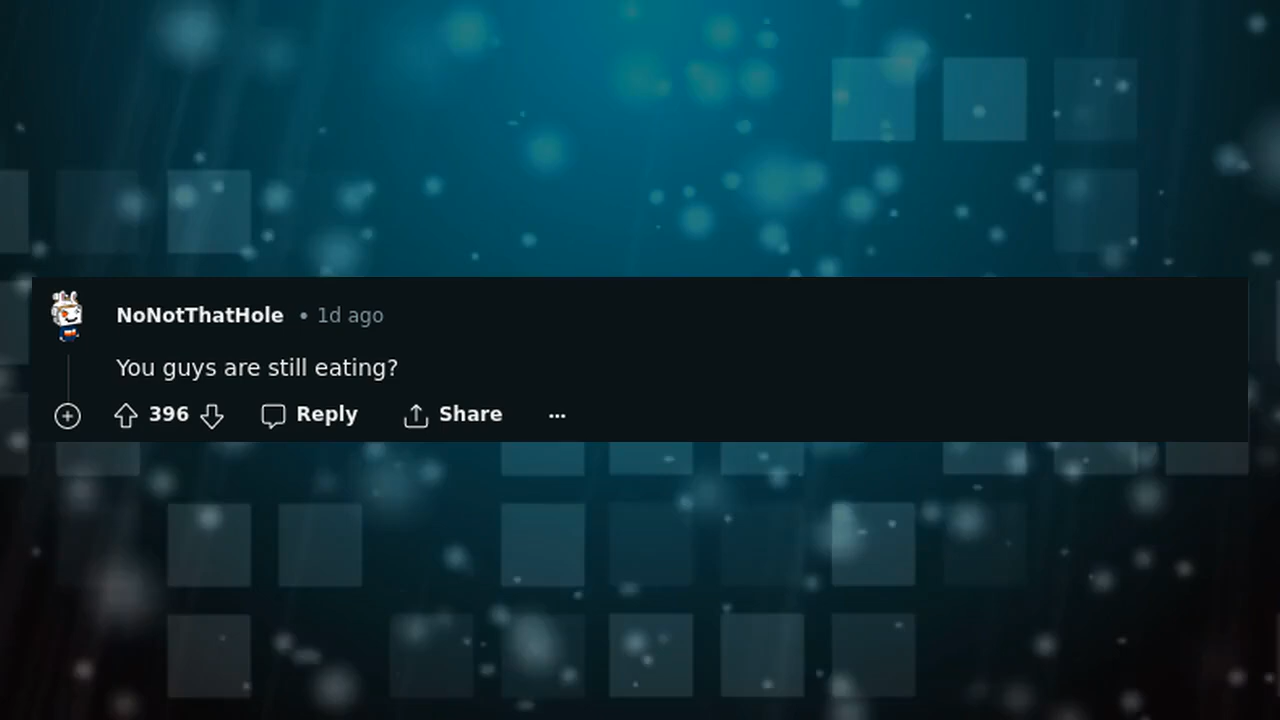 NoNotThatHole • 1d ago
You guys are still eating?
396 Reply Share ...